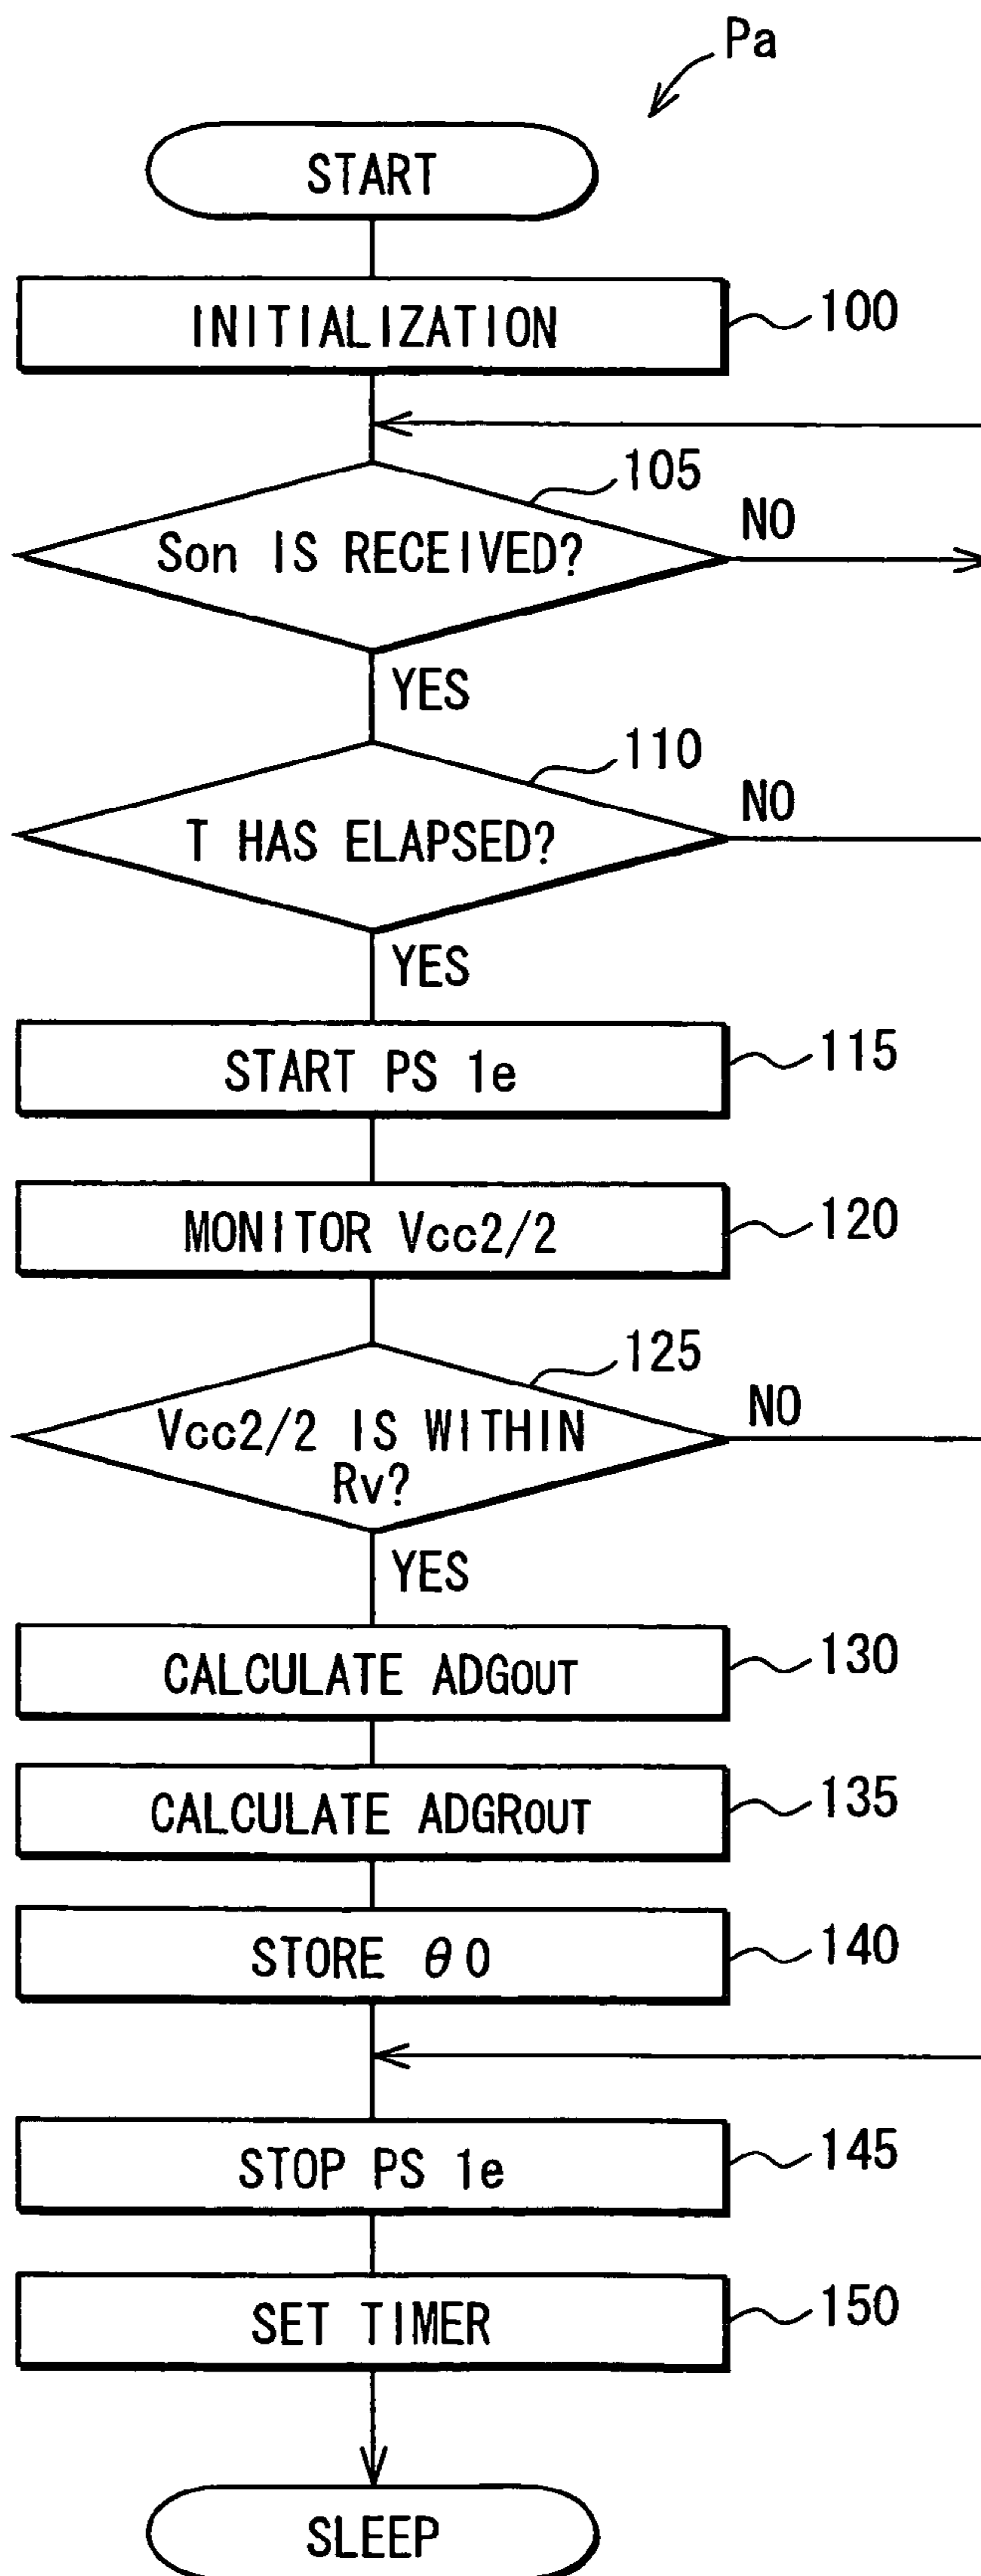 Pa
START
INITIALIZATION
100
105
Son IS RECEIVED?
NO
YES
110
T HAS ELAPSED?
NO
YES
START PS 1e
115
MONITOR Vcc2/2
120
125
Vcc2/2 IS WITHIN
Rv?
NO
YES
CALCULATE ADGOUT
130
CALCULATE ADGROUT
135
STORE θ0
140
STOP PS 1e
145
SET TIMER
150
SLEEP